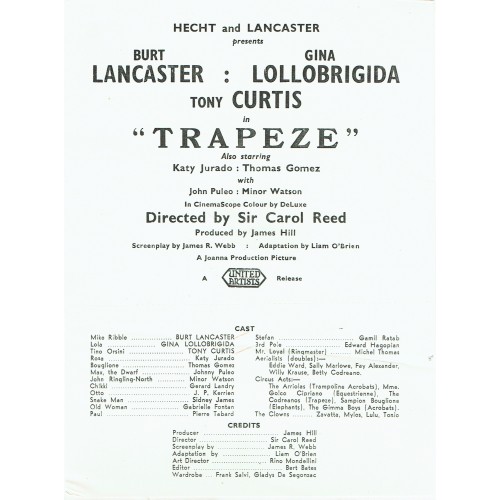 HECHT and LANCASTER
presents
BURT GINA
LANCASTER : LOLLOBRIGIDA
TONY CURTIS
in
“TRAPEZE”
Also starring
Katy Jurado : Thomas Gomez
with
John Puleo : Minor Watson
In CinemaScope Colour by DeLuxe
Directed by Sir Carol Reed
Produced by James Hill
Screenplay by James R. Webb : Adaptation by Liam O'Brien
A Joanna Production Picture
A UNITED ARTISTS Release
CAST
Mike Ribble ... BURT LANCASTER
Lola ... GINA LOLLOBRIGIDA
Tino Orsini ... TONY CURTIS
Rosa ... Katy Jurado
Bouglione ... Thomas Gomez
Max, the Dwarf ... Johnny Puleo
John Ringling-North ... Minor Watson
Chikki ... Gerard Landry
Otto ... J. P. Kerrien
Snake Man ... Sidney James
Old Woman ... Gabrielle Fontan
Paul ... Pierre Tabard
Stefan ... Gamil Ratab
3rd Pole ... Edward Hagopian
Mr. Loyal (Ringmaster) ... Michel Thomas
Aerialists (doubles):—
Eddie Ward, Sally Marlowe, Fay Alexander,
Willy Krause, Betty Codreano.
Circus Acts:—
The Arriolas (Trampoline Acrobats), Mme.
Golco Cipriano (Equestrienne), The
Codreanos (Trapeze), Sampion Bouglione
(Elephants), The Gimma Boys (Acrobats).
The Clowns ... Zavatta, Mylos, Lulu, Tonio
CREDITS
Producer ... James Hill
Director ... Sir Carol Reed
Screenplay by ... James R. Webb
Adaptation by ... Liam O'Brien
Art Director ... Rino Mondellini
Editor ... Bert Bates
Wardrobe ... Frank Salvi, Gladys De Segonzac